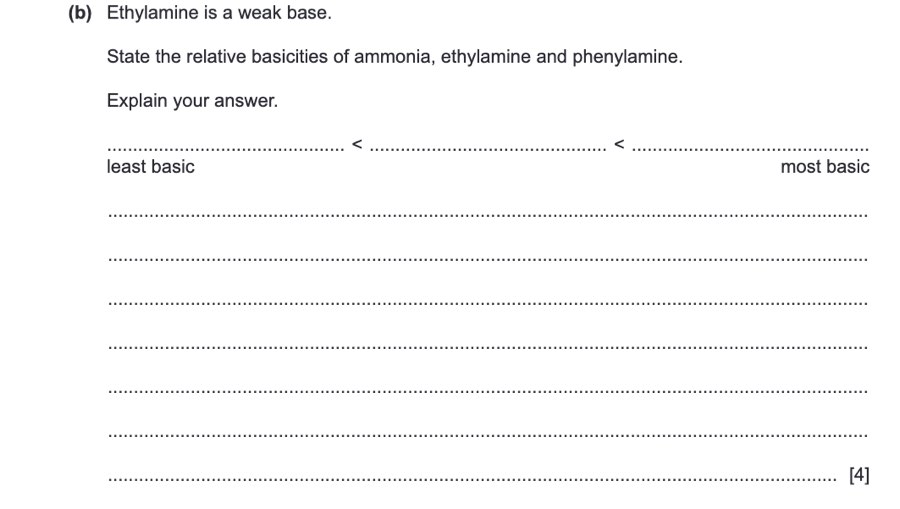 (b) Ethylamine is a weak base.
State the relative basicities of ammonia, ethylamine and phenylamine.
Explain your answer.
.............................................. < .............................................. < ..............................................
least basic most basic
....................................................................................................................................................
....................................................................................................................................................
....................................................................................................................................................
....................................................................................................................................................
....................................................................................................................................................
....................................................................................................................................................
.............................................................................................................................................. [4]